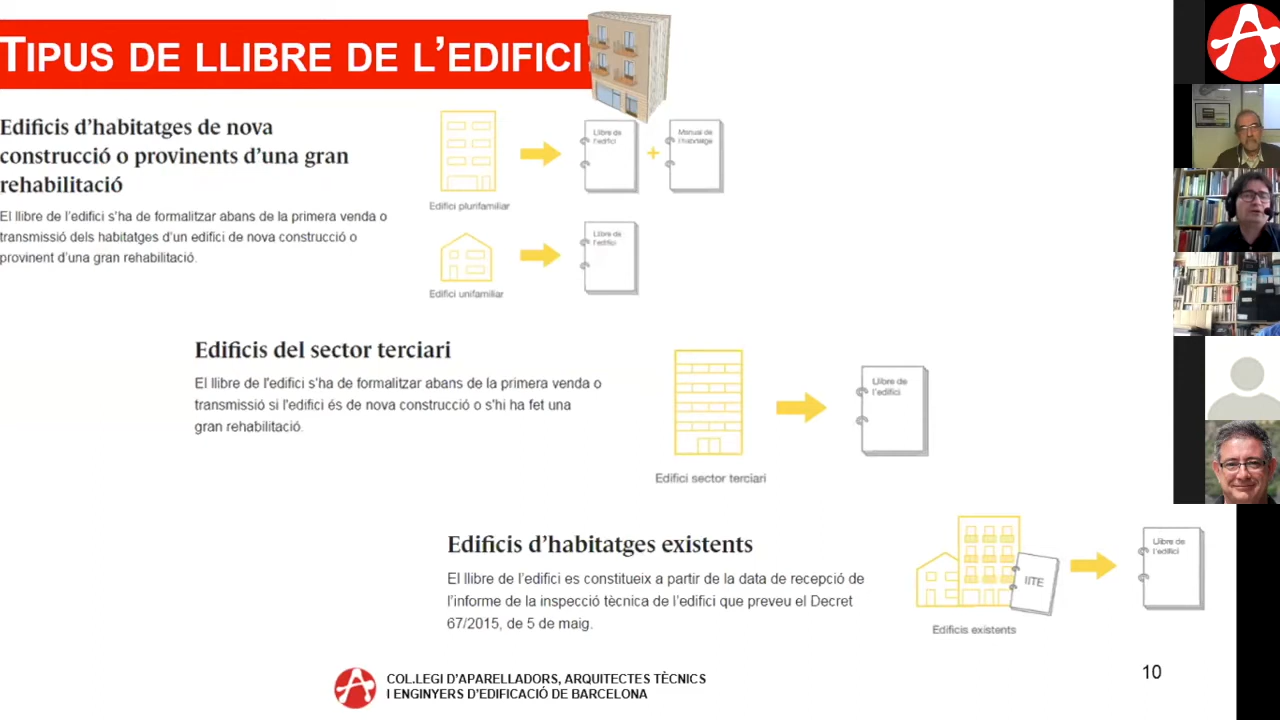 TIPUS DE LLIBRE DE L'EDIFICI
Edificis d'habitatges de nova
construcció o provinents d'una gran
rehabilitació
El llibre de l'edifici s'ha de formalitzar abans de la primera venda o
transmissió dels habitatges d'un edifici de nova construcció o
provinent d'una gran rehabilitació.
Edifici plurifamiliar
Llibre de
l'edifici
+
Manual de
l'habitatge
Edifici unifamiliar
Llibre de
l'edifici
Edificis del sector terciari
El llibre de l'edifici s'ha de formalitzar abans de la primera venda o
transmissió si l'edifici és de nova construcció o s'hi ha fet una
gran rehabilitació.
Edifici sector terciari
Llibre de
l'edifici
Edificis d'habitatges existents
El llibre de l'edifici es constitueix a partir de la data de recepció de
l'informe de la inspecció tècnica de l'edifici que preveu el Decret
67/2015, de 5 de maig.
IITE
Edificis existents
Llibre de
l'edifici
COL.LEGI D'APARELLADORS, ARQUITECTES TÈCNICS
I ENGINYERS D'EDIFICACIÓ DE BARCELONA
10